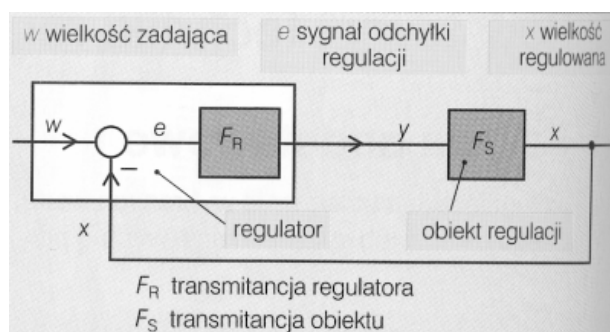 w wielkość zadająca
e sygnał odchyłki
regulacji
x wielkość
regulowana
w
e
F_R
y
F_S
x
−
x
regulator
obiekt regulacji
F_R transmitancja regulatora
F_S transmitancja obiektu